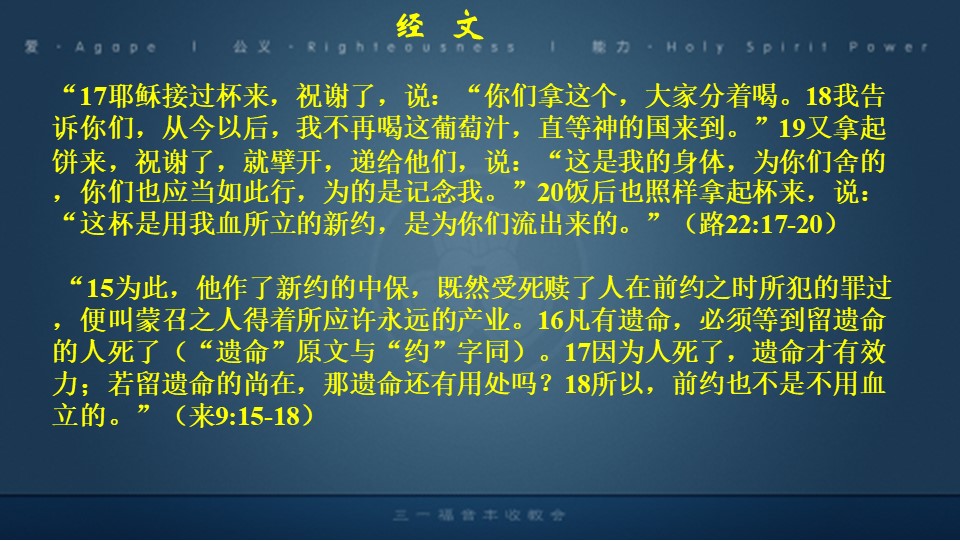 经 文
爱 · Agape | 公义 · Righteousness | 能力 · Holy Spirit Power
“17耶稣接过杯来，祝谢了，说：“你们拿这个，大家分着喝。18我告
诉你们，从今以后，我不再喝这葡萄汁，直等神的国来到。”19又拿起
饼来，祝谢了，就擘开，递给他们，说：“这是我的身体，为你们舍的
，你们也应当如此行，为的是记念我。”20饭后也照样拿起杯来，说：
“这杯是用我血所立的新约，是为你们流出来的。”（路22:17-20）
“15为此，他作了新约的中保，既然受死赎了人在前约之时所犯的罪过
，便叫蒙召之人得着所应许永远的产业。16凡有遗命，必须等到留遗命
的人死了（“遗命”原文与“约”字同）。17因为人死了，遗命才有效
力；若留遗命的尚在，那遗命还有用处吗？18所以，前约也不是不用血
立的。”（来9:15-18）
三一福音丰收教会